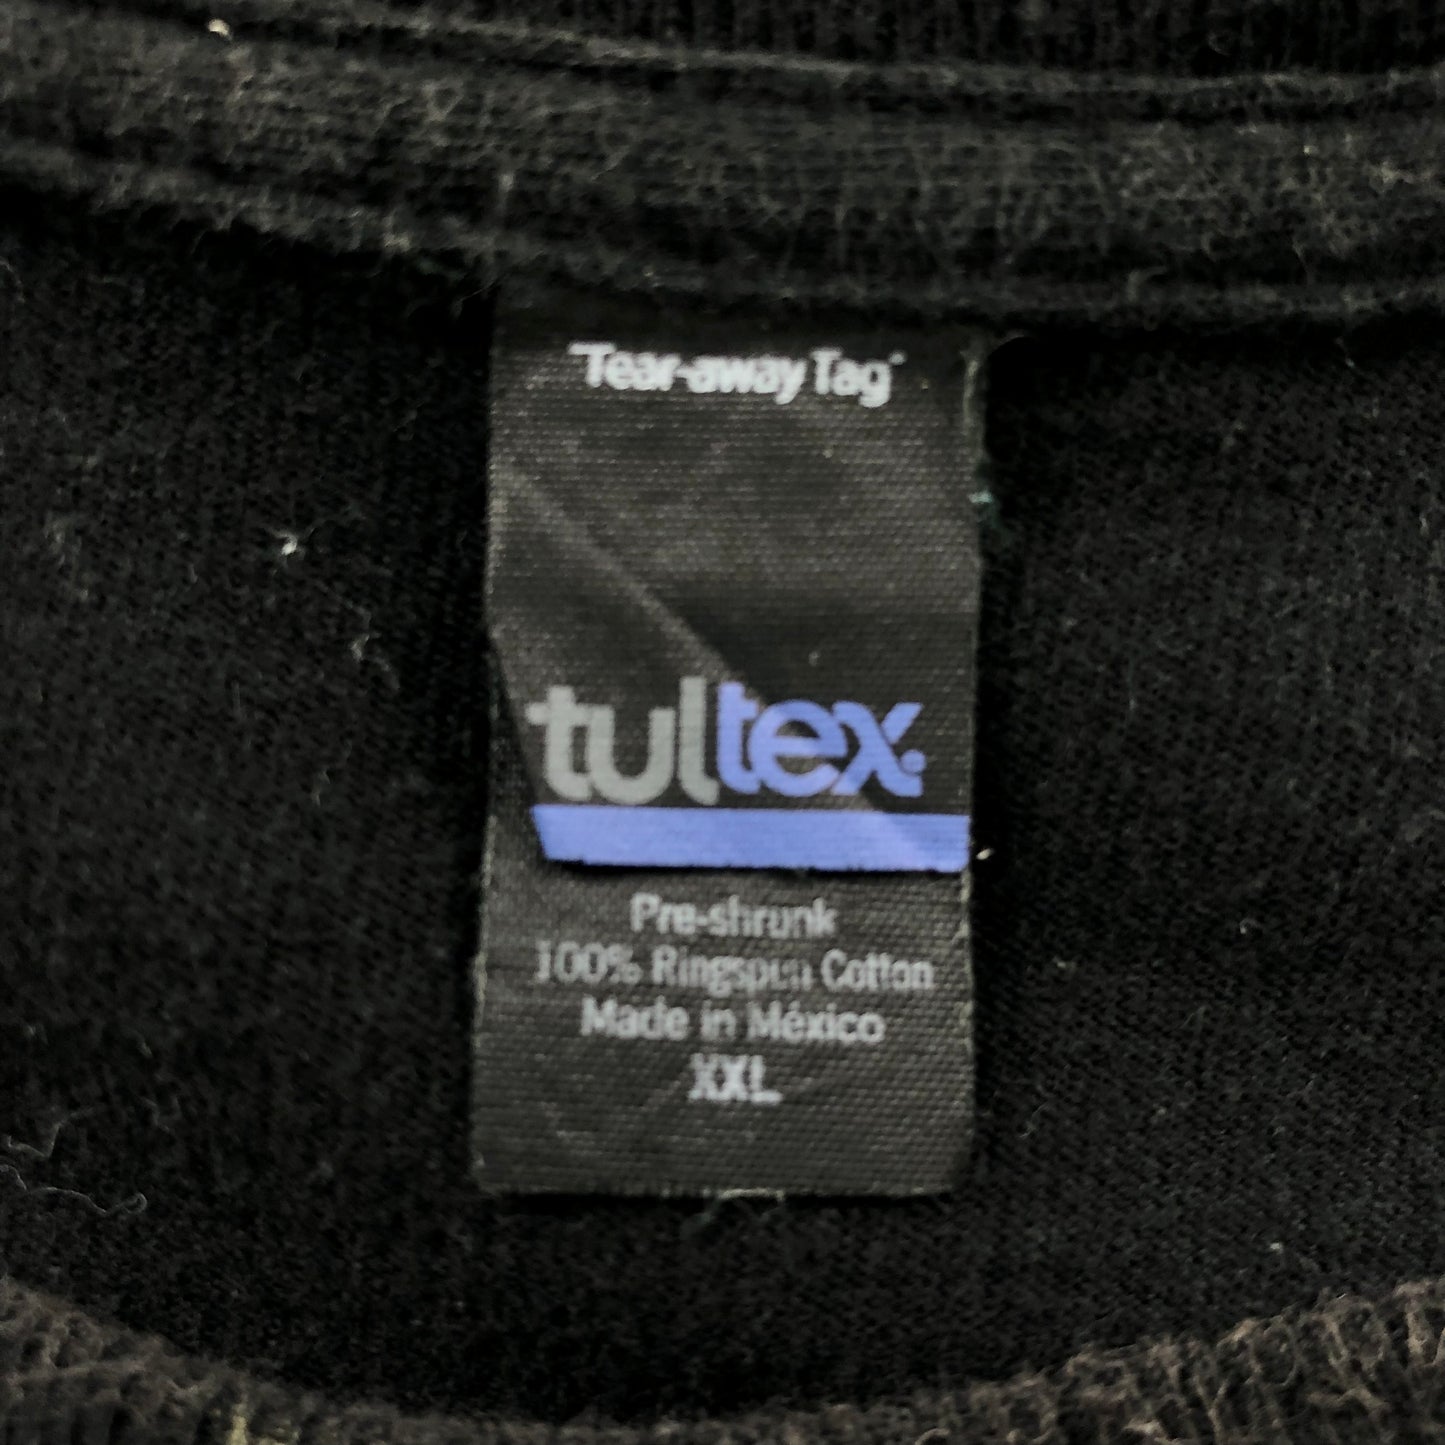 Tear-away Tag
tultex
Pre-shrunk
100% Ringspun Cotton
Made in México
XXL